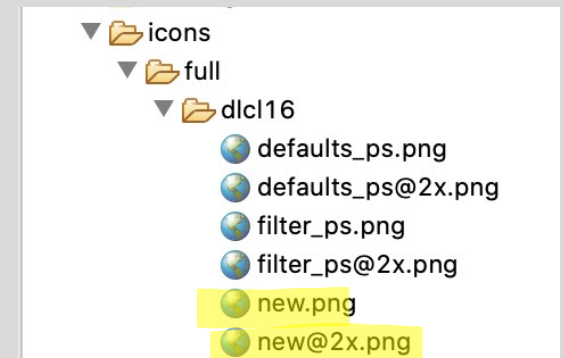 icons
full
dlcl16
defaults_ps.png
defaults_ps@2x.png
filter_ps.png
filter_ps@2x.png
new.png
new@2x.png